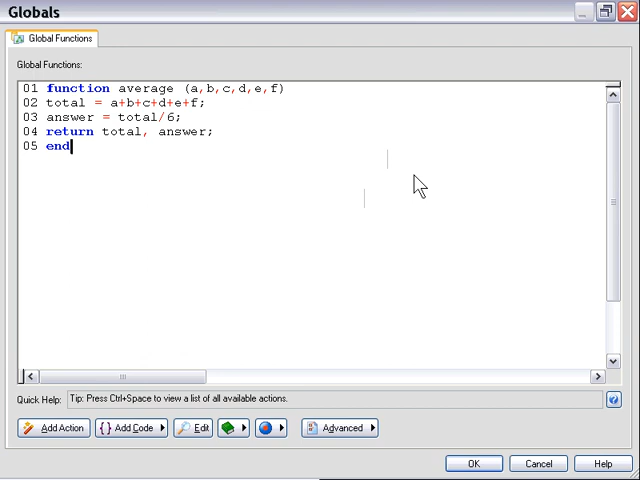 Globals
Global Functions
Global Functions:
01 function average (a,b,c,d,e,f)
02 total = a+b+c+d+e+f;
03 answer = total/6;
04 return total, answer;
05 end
Quick Help: Tip: Press Ctrl+Space to view a list of all available actions.
Add Action { } Add Code Edit Advanced
OK Cancel Help